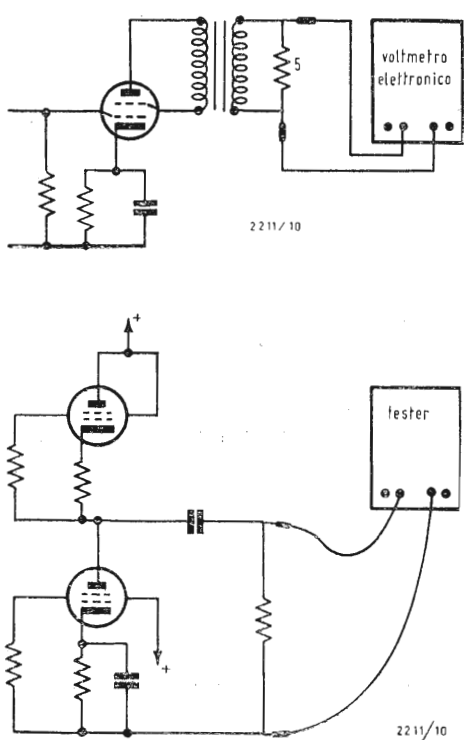 voltmetro
elettronico
5
2211/10
+
tester
+
2211/10